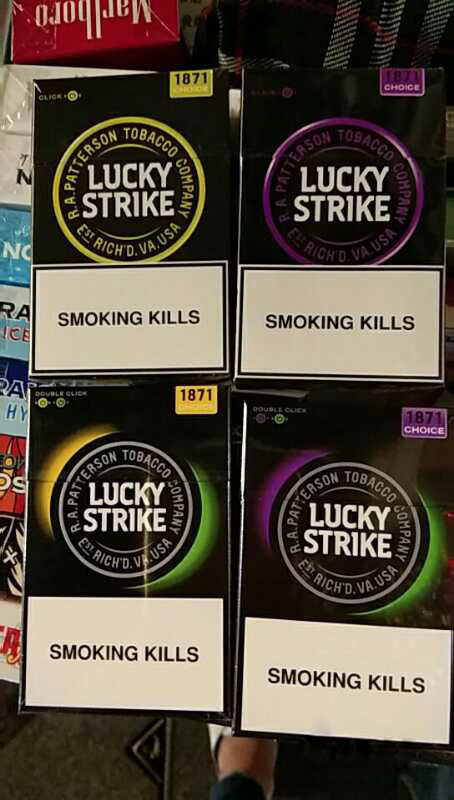 Marlboro
CLICK
1871
CHOICE
R.A. PATTERSON TOBACCO COMPANY
LUCKY
STRIKE
EST RICH'D. VA. USA
SMOKING KILLS
CLICK
1871
CHOICE
R.A. PATTERSON TOBACCO COMPANY
LUCKY
STRIKE
EST RICH'D. VA. USA
SMOKING KILLS
DOUBLE CLICK
1871
CHOICE
R.A. PATTERSON TOBACCO COMPANY
LUCKY
STRIKE
EST RICH'D. VA. USA
SMOKING KILLS
DOUBLE CLICK
1871
CHOICE
R.A. PATTERSON TOBACCO COMPANY
LUCKY
STRIKE
EST RICH'D. VA. USA
SMOKING KILLS
ICE